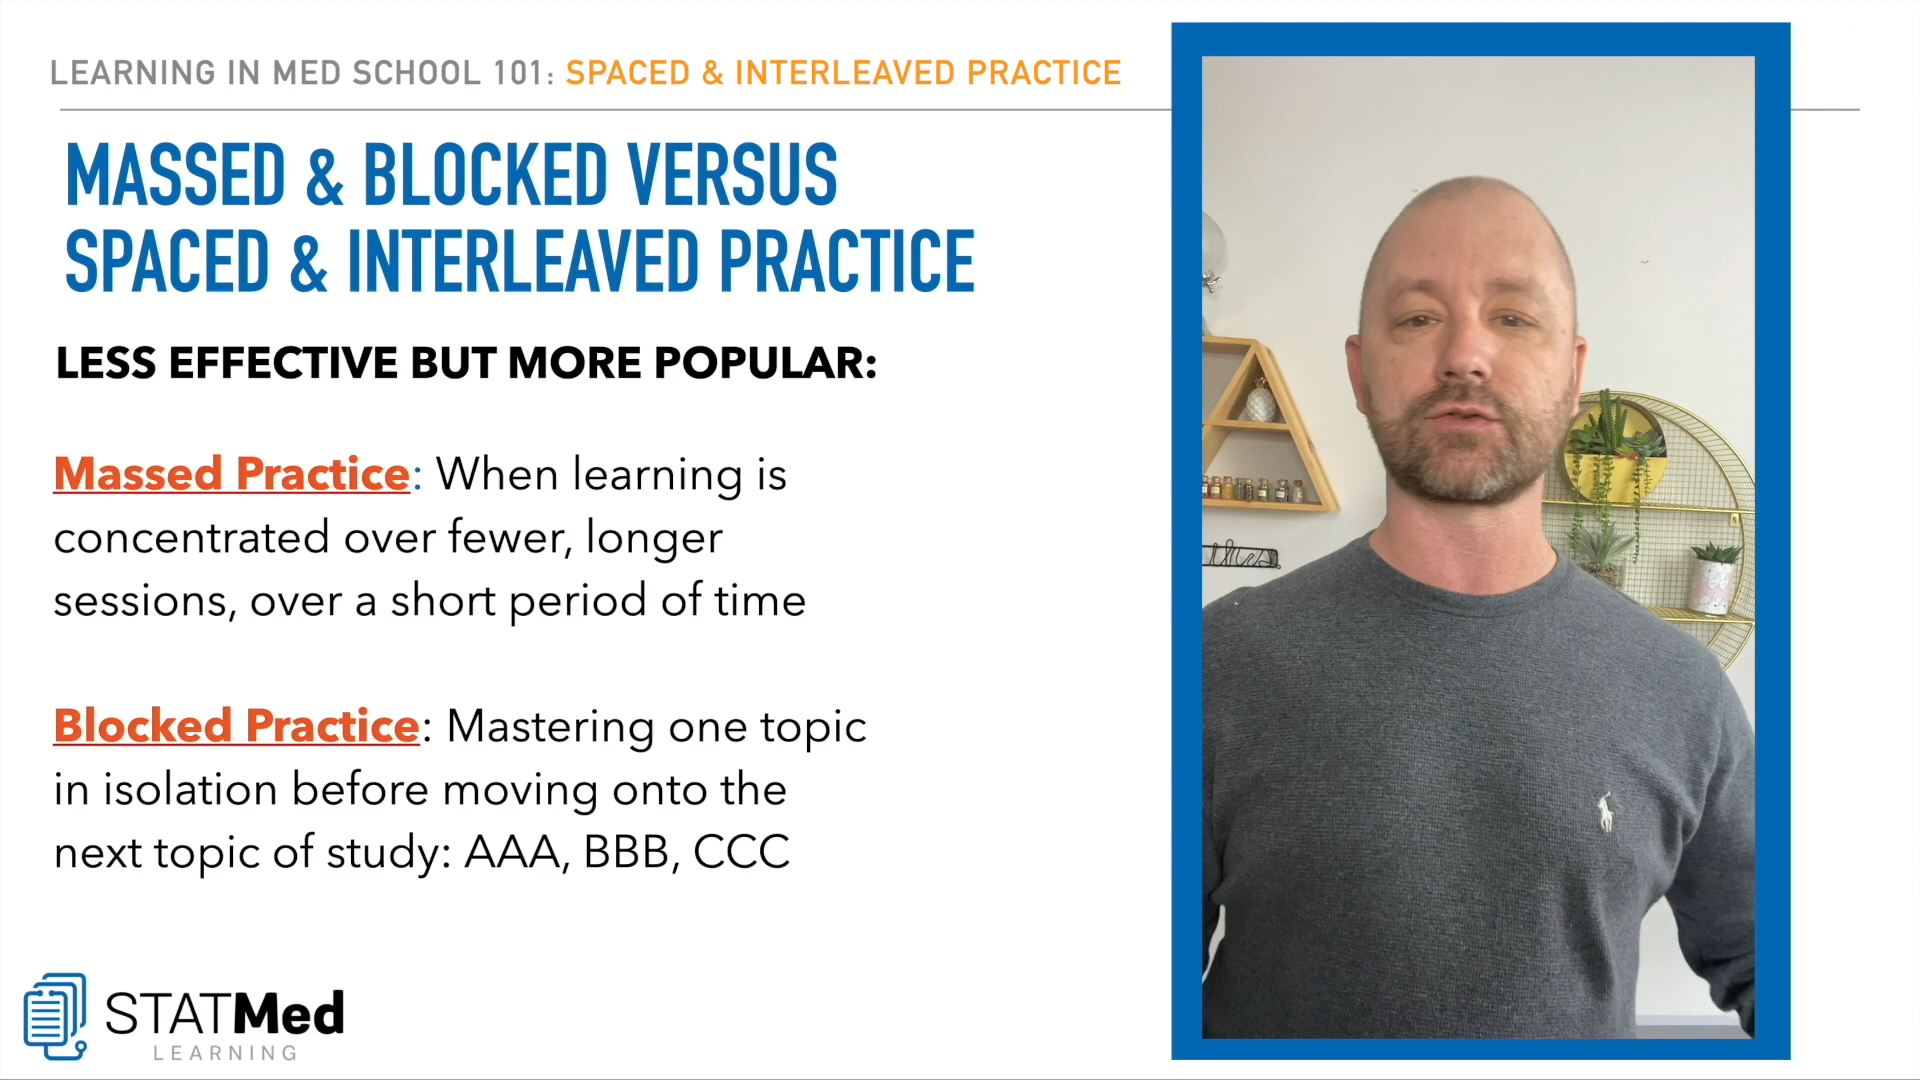 LEARNING IN MED SCHOOL 101: SPACED & INTERLEAVED PRACTICE
MASSED & BLOCKED VERSUS
SPACED & INTERLEAVED PRACTICE
LESS EFFECTIVE BUT MORE POPULAR:
Massed Practice: When learning is
concentrated over fewer, longer
sessions, over a short period of time
Blocked Practice: Mastering one topic
in isolation before moving onto the
next topic of study: AAA, BBB, CCC
STATMed
LEARNING